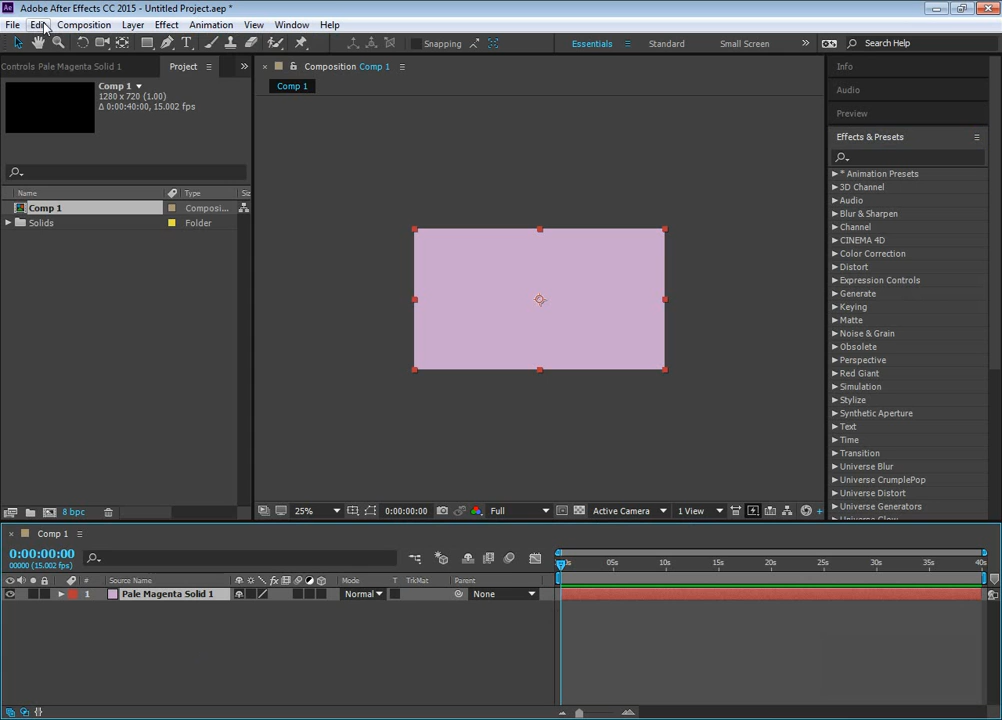 Ae Adobe After Effects CC 2015 - Untitled Project.aep *
File Edit Composition Layer Effect Animation View Window Help
Snapping Essentials Standard Small Screen » Search Help
Controls Pale Magenta Solid 1 Project » × Composition Comp 1 Info
Comp 1
Comp 1 ▼
1280 x 720 (1.00)
Δ 0:00:40:00, 15.002 fps
Audio
Preview
Effects & Presets
Name Type Siz
Comp 1 Composi...
Solids Folder
* Animation Presets
3D Channel
Audio
Blur & Sharpen
Channel
CINEMA 4D
Color Correction
Distort
Expression Controls
Generate
Keying
Matte
Noise & Grain
Obsolete
Perspective
Red Giant
Simulation
Stylize
Synthetic Aperture
Text
Time
Transition
Universe Blur
Universe CrumplePop
Universe Distort
Universe Generators
8 bpc 25% 0:00:00:00 Full Active Camera 1 View +
× Comp 1
0:00:00:00
00000 (15.002 fps)
05s 10s 15s 20s 25s 30s 35s 40s
# Source Name fx Mode T TrkMat Parent
1 Pale Magenta Solid 1 Normal None